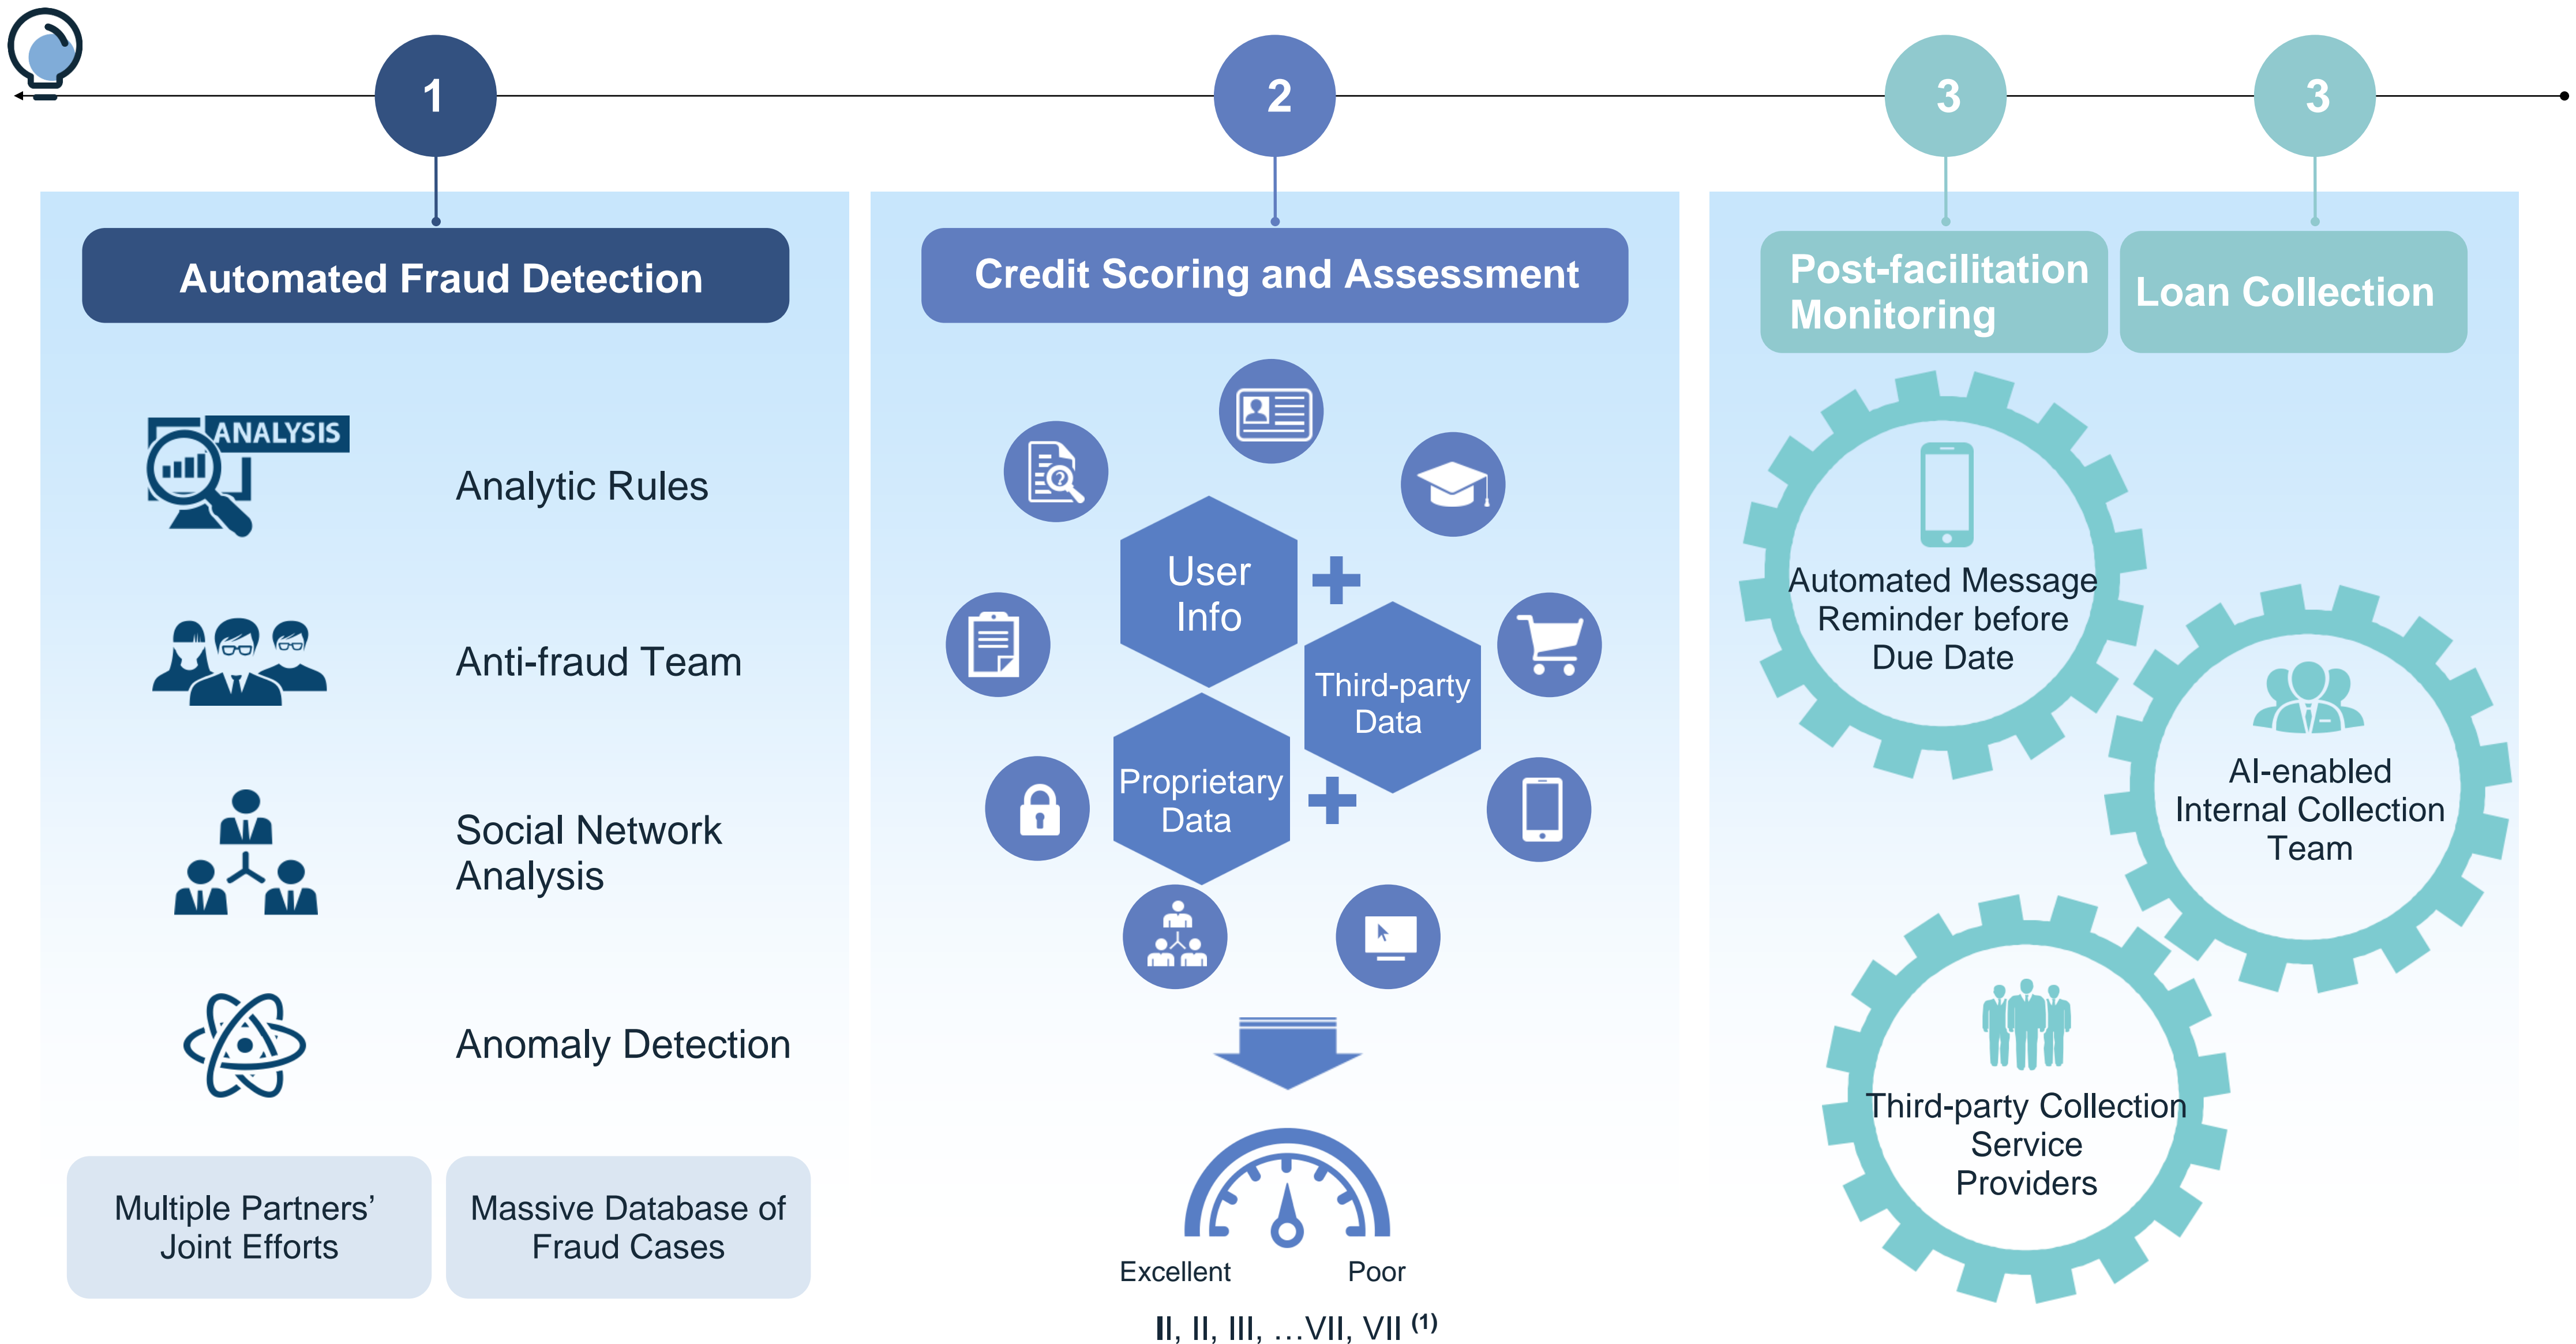 1
2
3
3
Automated Fraud Detection
ANALYSIS
Analytic Rules
Anti-fraud Team
Social Network
Analysis
Anomaly Detection
Multiple Partners’
Joint Efforts
Massive Database of
Fraud Cases
Credit Scoring and Assessment
?
User
Info
Third-party
Data
Proprietary
Data
Excellent
Poor
II, II, III, …VII, VII (1)
Post-facilitation
Monitoring
Loan Collection
Automated Message
Reminder before
Due Date
AI-enabled
Internal Collection
Team
Third-party Collection
Service
Providers